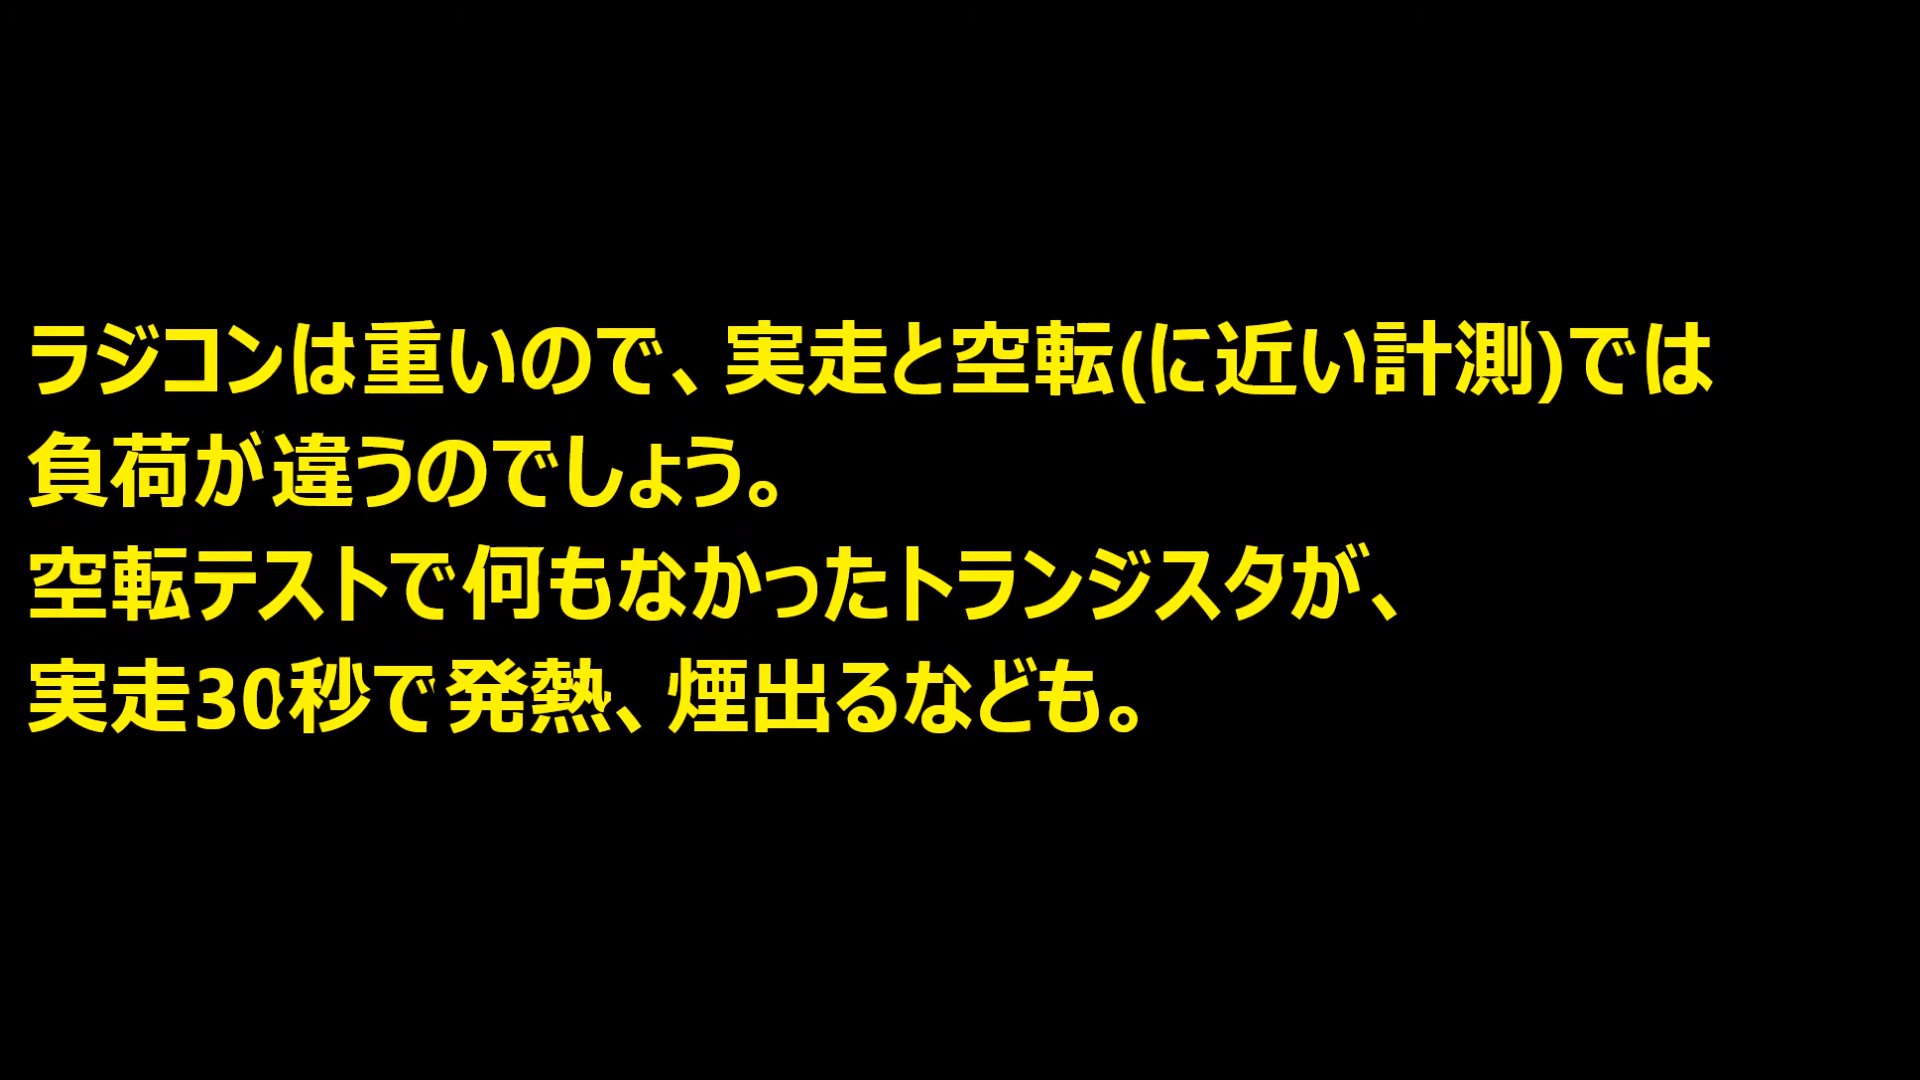 ラジコンは重いので、実走と空転(に近い計測)では
負荷が違うのでしょう。
空転テストで何もなかったトランジスタが、
実走30秒で発熱、煙出るなども。